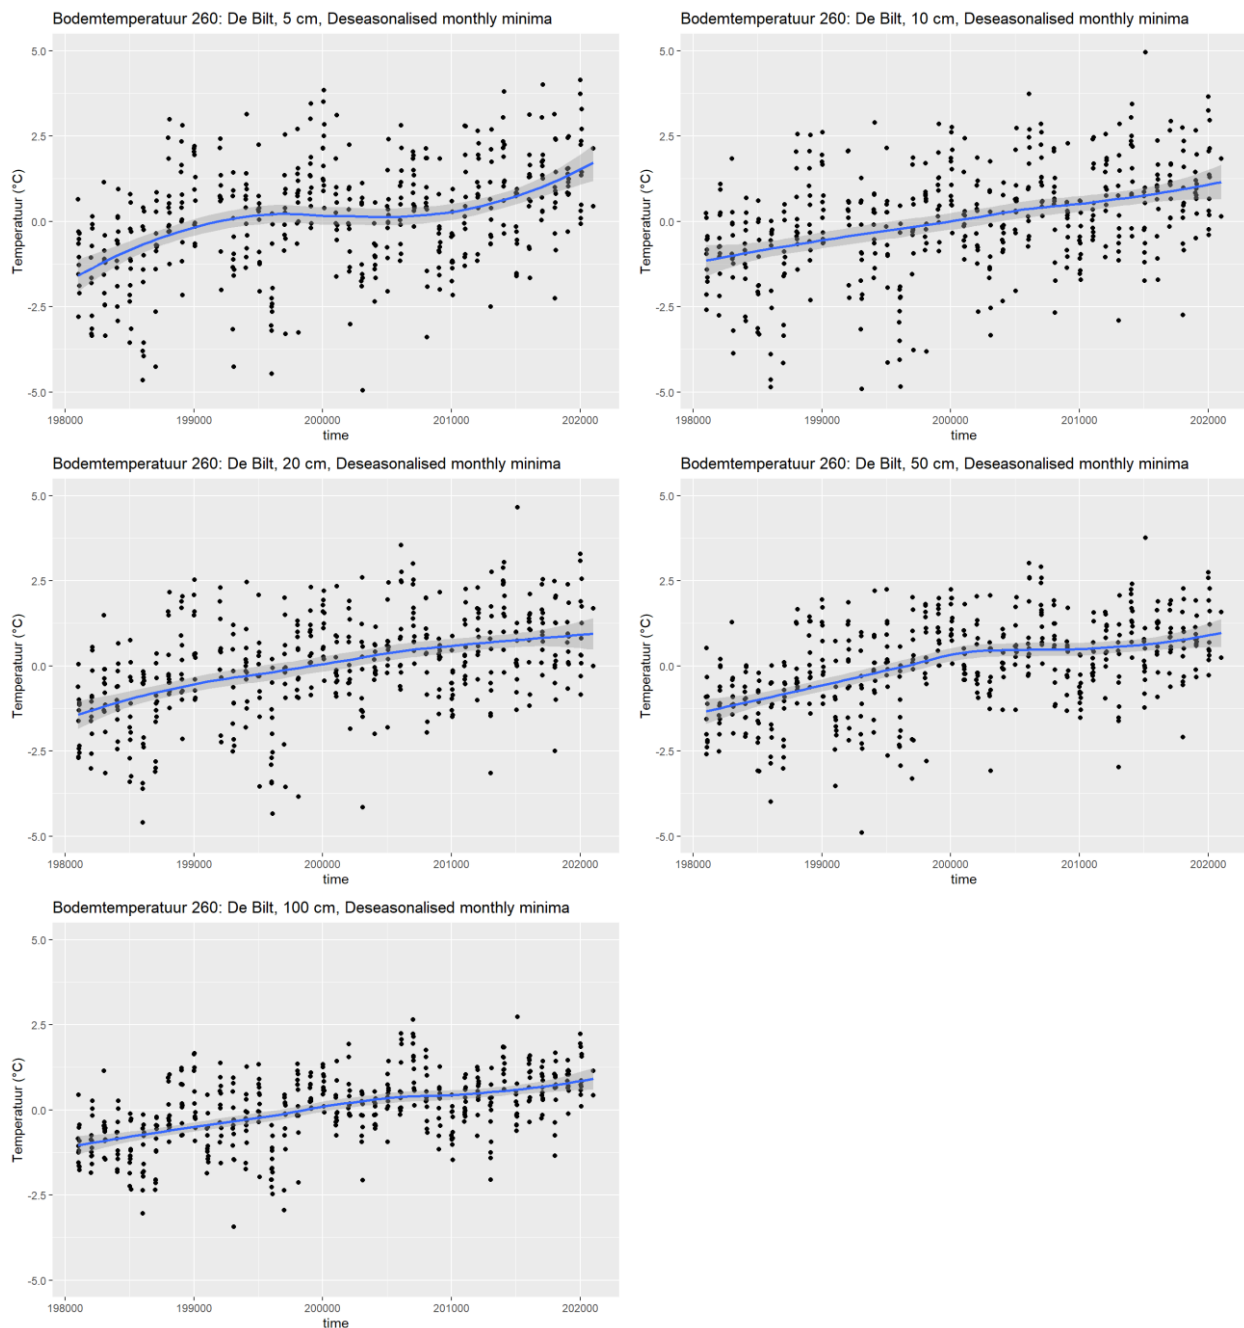 Bodemtemperatuur 260: De Bilt, 5 cm, Deseasonalised monthly minima
Temperatuur (°C)
5.0
2.5
0.0
-2.5
-5.0
198000 199000 200000 201000 202000
time
Bodemtemperatuur 260: De Bilt, 10 cm, Deseasonalised monthly minima
Temperatuur (°C)
5.0
2.5
0.0
-2.5
-5.0
198000 199000 200000 201000 202000
time
Bodemtemperatuur 260: De Bilt, 20 cm, Deseasonalised monthly minima
Temperatuur (°C)
5.0
2.5
0.0
-2.5
-5.0
198000 199000 200000 201000 202000
time
Bodemtemperatuur 260: De Bilt, 50 cm, Deseasonalised monthly minima
Temperatuur (°C)
5.0
2.5
0.0
-2.5
-5.0
198000 199000 200000 201000 202000
time
Bodemtemperatuur 260: De Bilt, 100 cm, Deseasonalised monthly minima
Temperatuur (°C)
5.0
2.5
0.0
-2.5
-5.0
198000 199000 200000 201000 202000
time